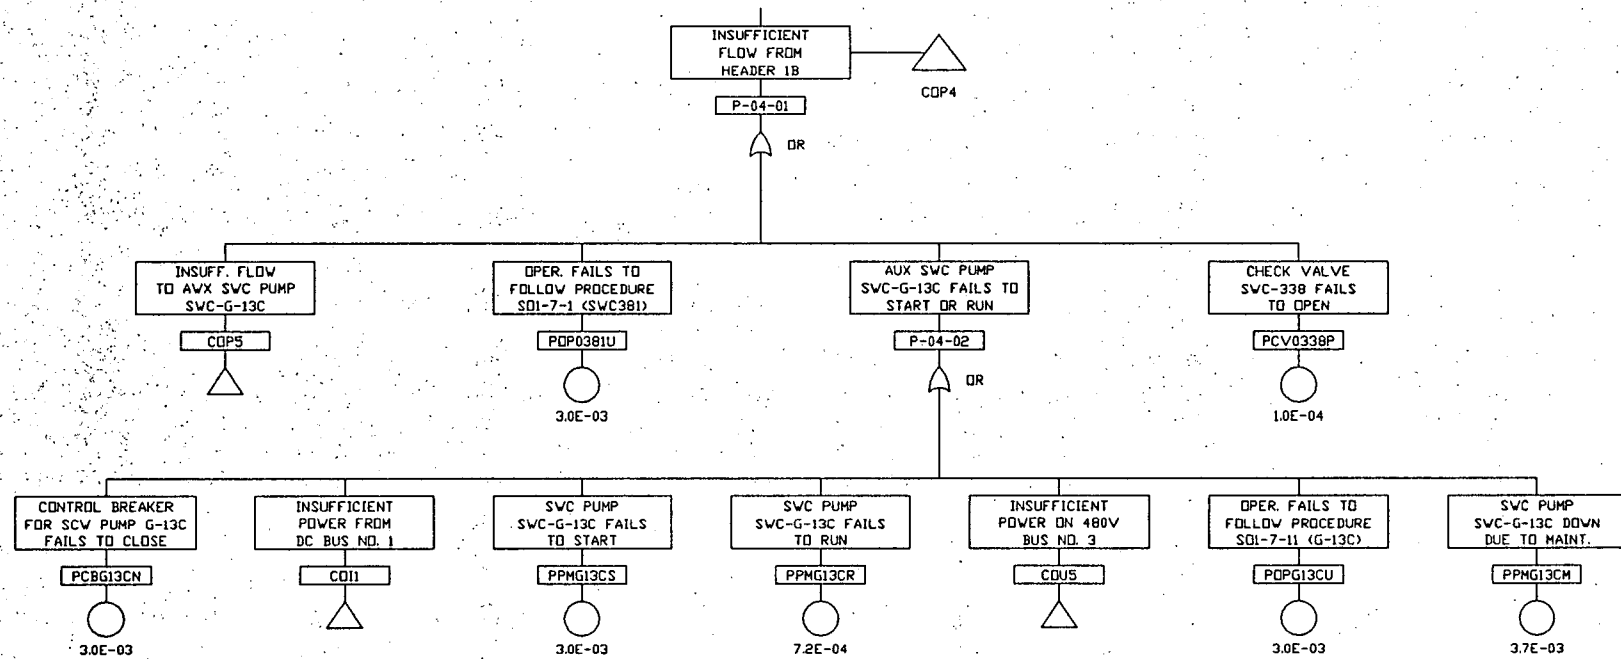 INSUFFICIENT
FLOW FROM
HEADER 1B
COP4
P-04-01
OR
INSUFF. FLOW
TO AWX SWC PUMP
SWC-G-13C
COP5
OPER. FAILS TO
FOLLOW PROCEDURE
SO1-7-1 (SWC381)
POP0381U
3.0E-03
AUX SWC PUMP
SWC-G-13C FAILS TO
START OR RUN
P-04-02
OR
CHECK VALVE
SWC-338 FAILS
TO OPEN
PCV0338P
1.0E-04
CONTROL BREAKER
FOR SCW PUMP G-13C
FAILS TO CLOSE
PCBG13CN
3.0E-03
INSUFFICIENT
POWER FROM
DC BUS NO. 1
COI1
SWC PUMP
SWC-G-13C FAILS
TO START
PPMG13CS
3.0E-03
SWC PUMP
SWC-G-13C FAILS
TO RUN
PPMG13CR
7.2E-04
INSUFFICIENT
POWER ON 480V
BUS NO. 3
COU5
OPER. FAILS TO
FOLLOW PROCEDURE
SO1-7-11 (G-13C)
POPG13CU
3.0E-03
SWC PUMP
SWC-G-13C DOWN
DUE TO MAINT.
PPMG13CM
3.7E-03